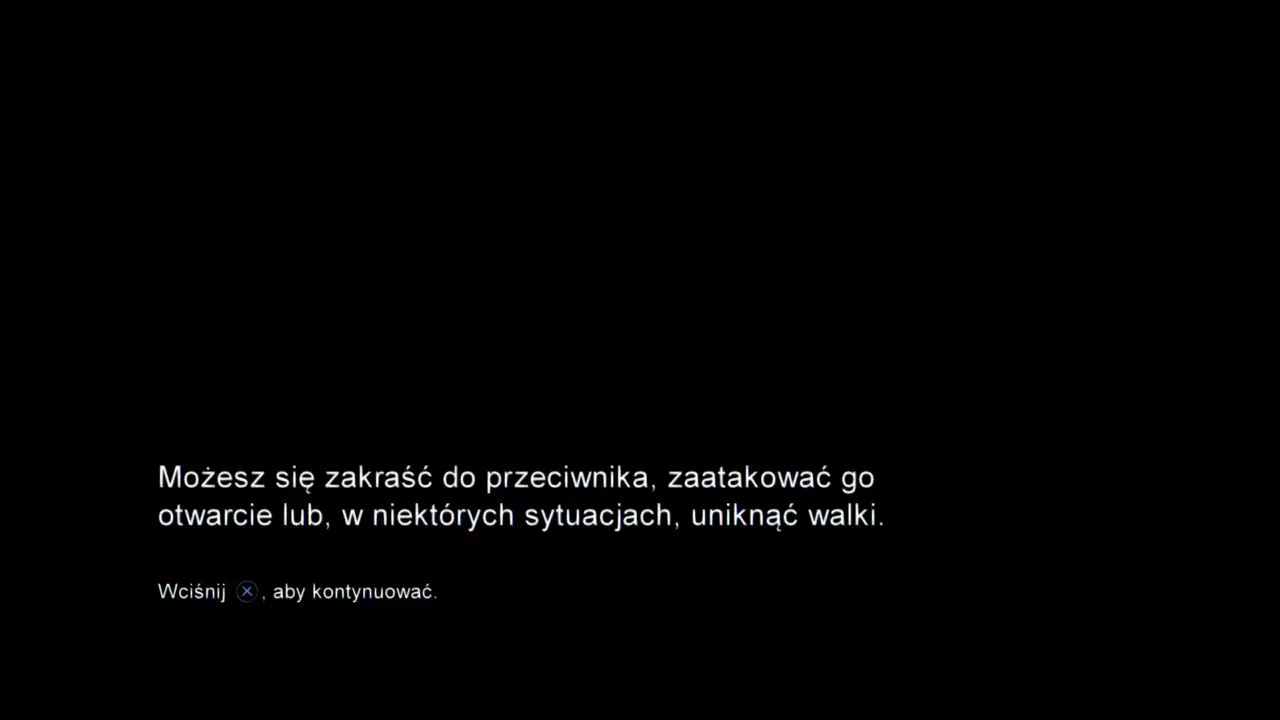 Możesz się zakraść do przeciwnika, zaatakować go
otwarcie lub, w niektórych sytuacjach, uniknąć walki.
Wciśnij ⓧ, aby kontynuować.